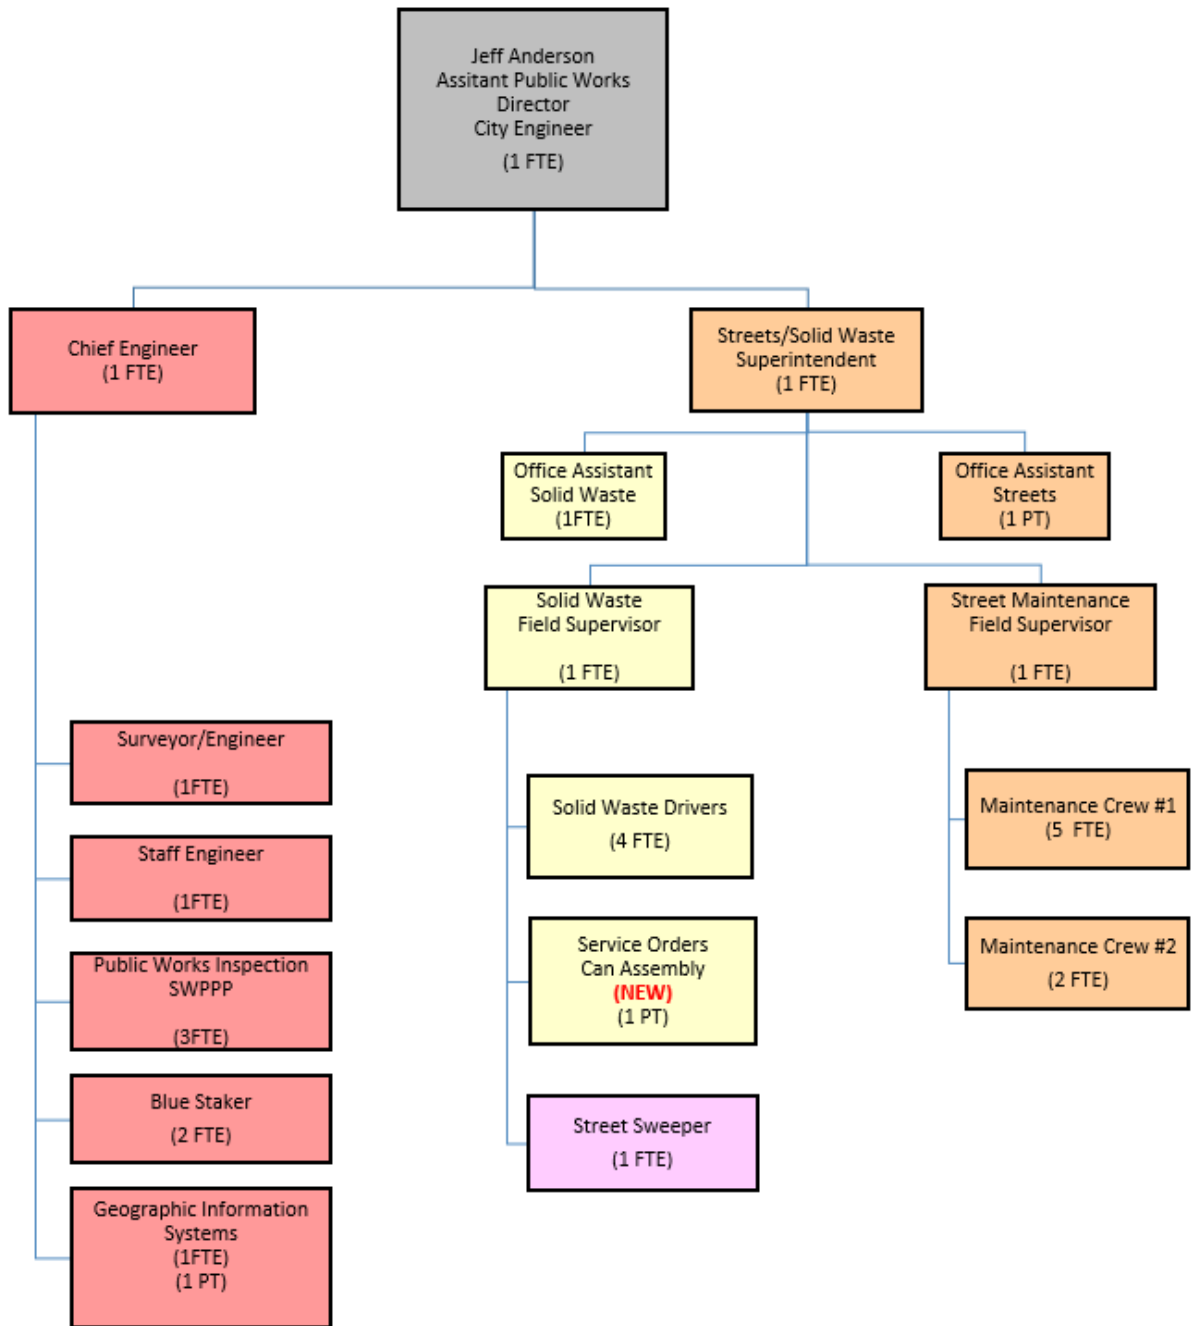 Jeff Anderson
Assitant Public Works
Director
City Engineer
(1 FTE)
Chief Engineer
(1 FTE)
Streets/Solid Waste
Superintendent
(1 FTE)
Office Assistant
Solid Waste
(1FTE)
Office Assistant
Streets
(1 PT)
Solid Waste
Field Supervisor
(1 FTE)
Street Maintenance
Field Supervisor
(1 FTE)
Surveyor/Engineer
(1FTE)
Staff Engineer
(1FTE)
Public Works Inspection
SWPPP
(3FTE)
Blue Staker
(2 FTE)
Geographic Information
Systems
(1FTE)
(1 PT)
Solid Waste Drivers
(4 FTE)
Service Orders
Can Assembly
(NEW)
(1 PT)
Street Sweeper
(1 FTE)
Maintenance Crew #1
(5  FTE)
Maintenance Crew #2
(2 FTE)